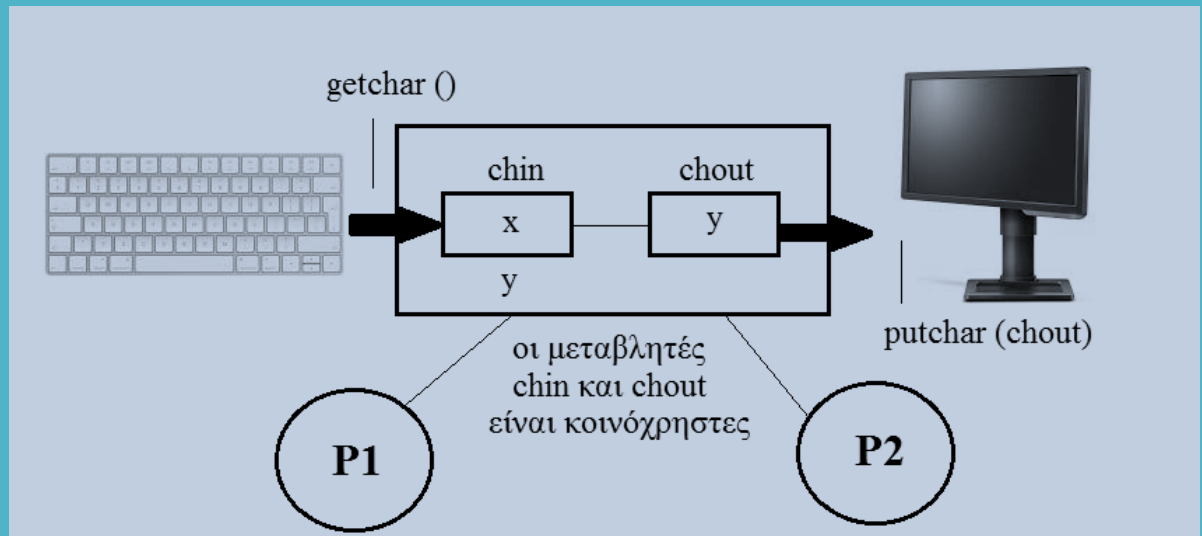 getchar ()
chin
chout
x
y
y
putchar (chout)
οι μεταβλητές
chin και chout
είναι κοινόχρηστες
P1
P2